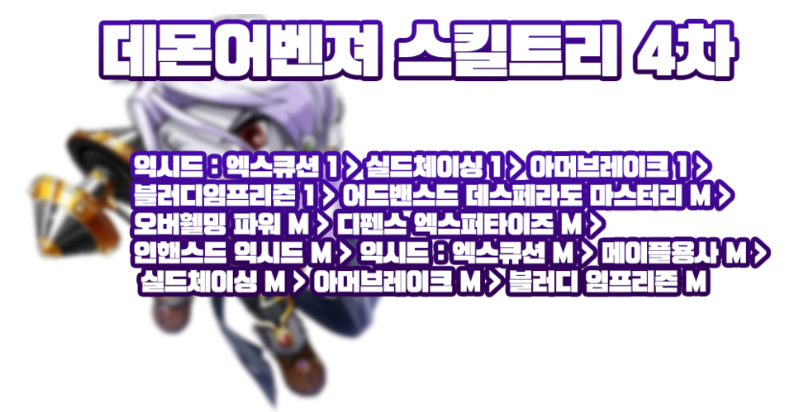 데몬어벤져 스킬트리 4차
익시드 : 엑스큐션 1 > 실드체이싱 1 > 아머브레이크 1 >
블러디임프리즌 1 > 어드밴스드 데스페라도 마스터리 M >
오버휄밍 파워 M > 디펜스 엑스퍼타이즈 M >
인핸스드 익시드 M > 익시드 : 엑스큐션 M > 메이플용사 M >
실드체이싱 M > 아머브레이크 M > 블러디 임프리즌 M